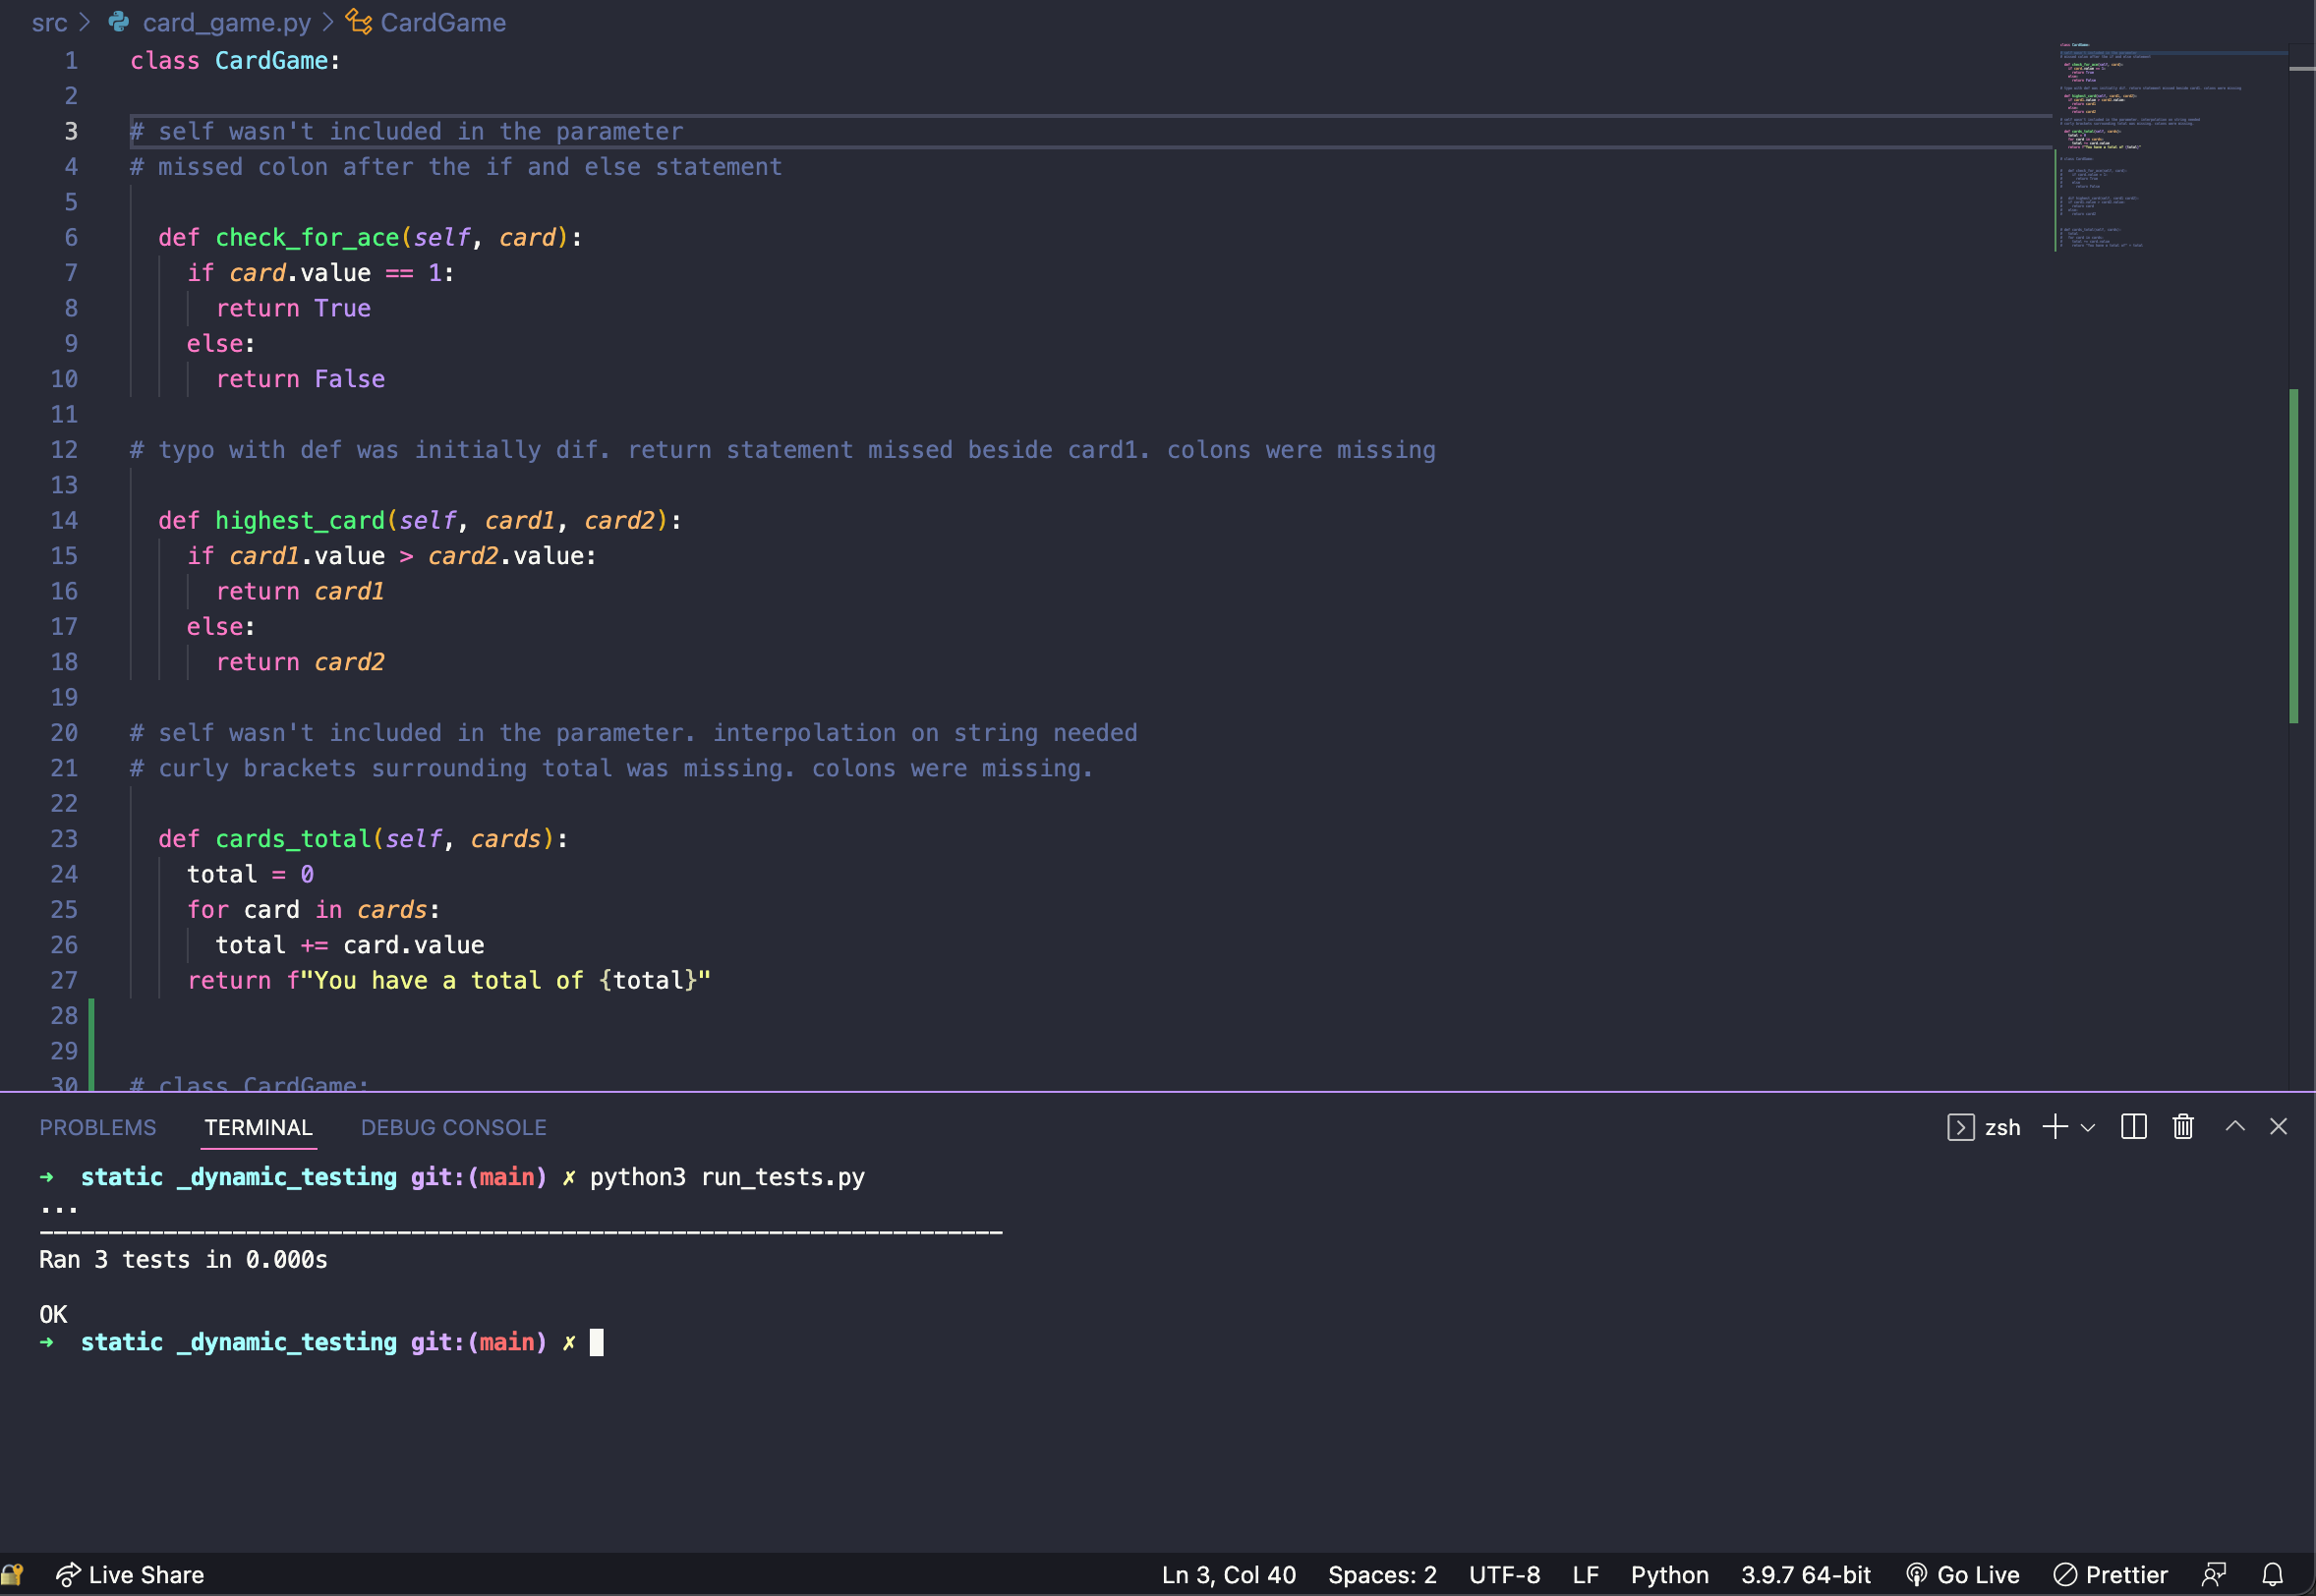 src > card_game.py > CardGame
1 class CardGame:
2
3 # self wasn't included in the parameter
4 # missed colon after the if and else statement
5
6   def check_for_ace(self, card):
7     if card.value == 1:
8       return True
9     else:
10       return False
11
12 # typo with def was initially dif. return statement missed beside card1. colons were missing
13
14   def highest_card(self, card1, card2):
15     if card1.value > card2.value:
16       return card1
17     else:
18       return card2
19
20 # self wasn't included in the parameter. interpolation on string needed
21 # curly brackets surrounding total was missing. colons were missing.
22
23   def cards_total(self, cards):
24     total = 0
25     for card in cards:
26       total += card.value
27     return f"You have a total of {total}"
28
29
30 # class CardGame:
PROBLEMS TERMINAL DEBUG CONSOLE zsh
→ static _dynamic_testing git:(main) ✗ python3 run_tests.py
...
----------------------------------------------------------------------
Ran 3 tests in 0.000s
OK
→ static _dynamic_testing git:(main) ✗
Live Share Ln 3, Col 40 Spaces: 2 UTF-8 LF Python 3.9.7 64-bit Go Live Prettier